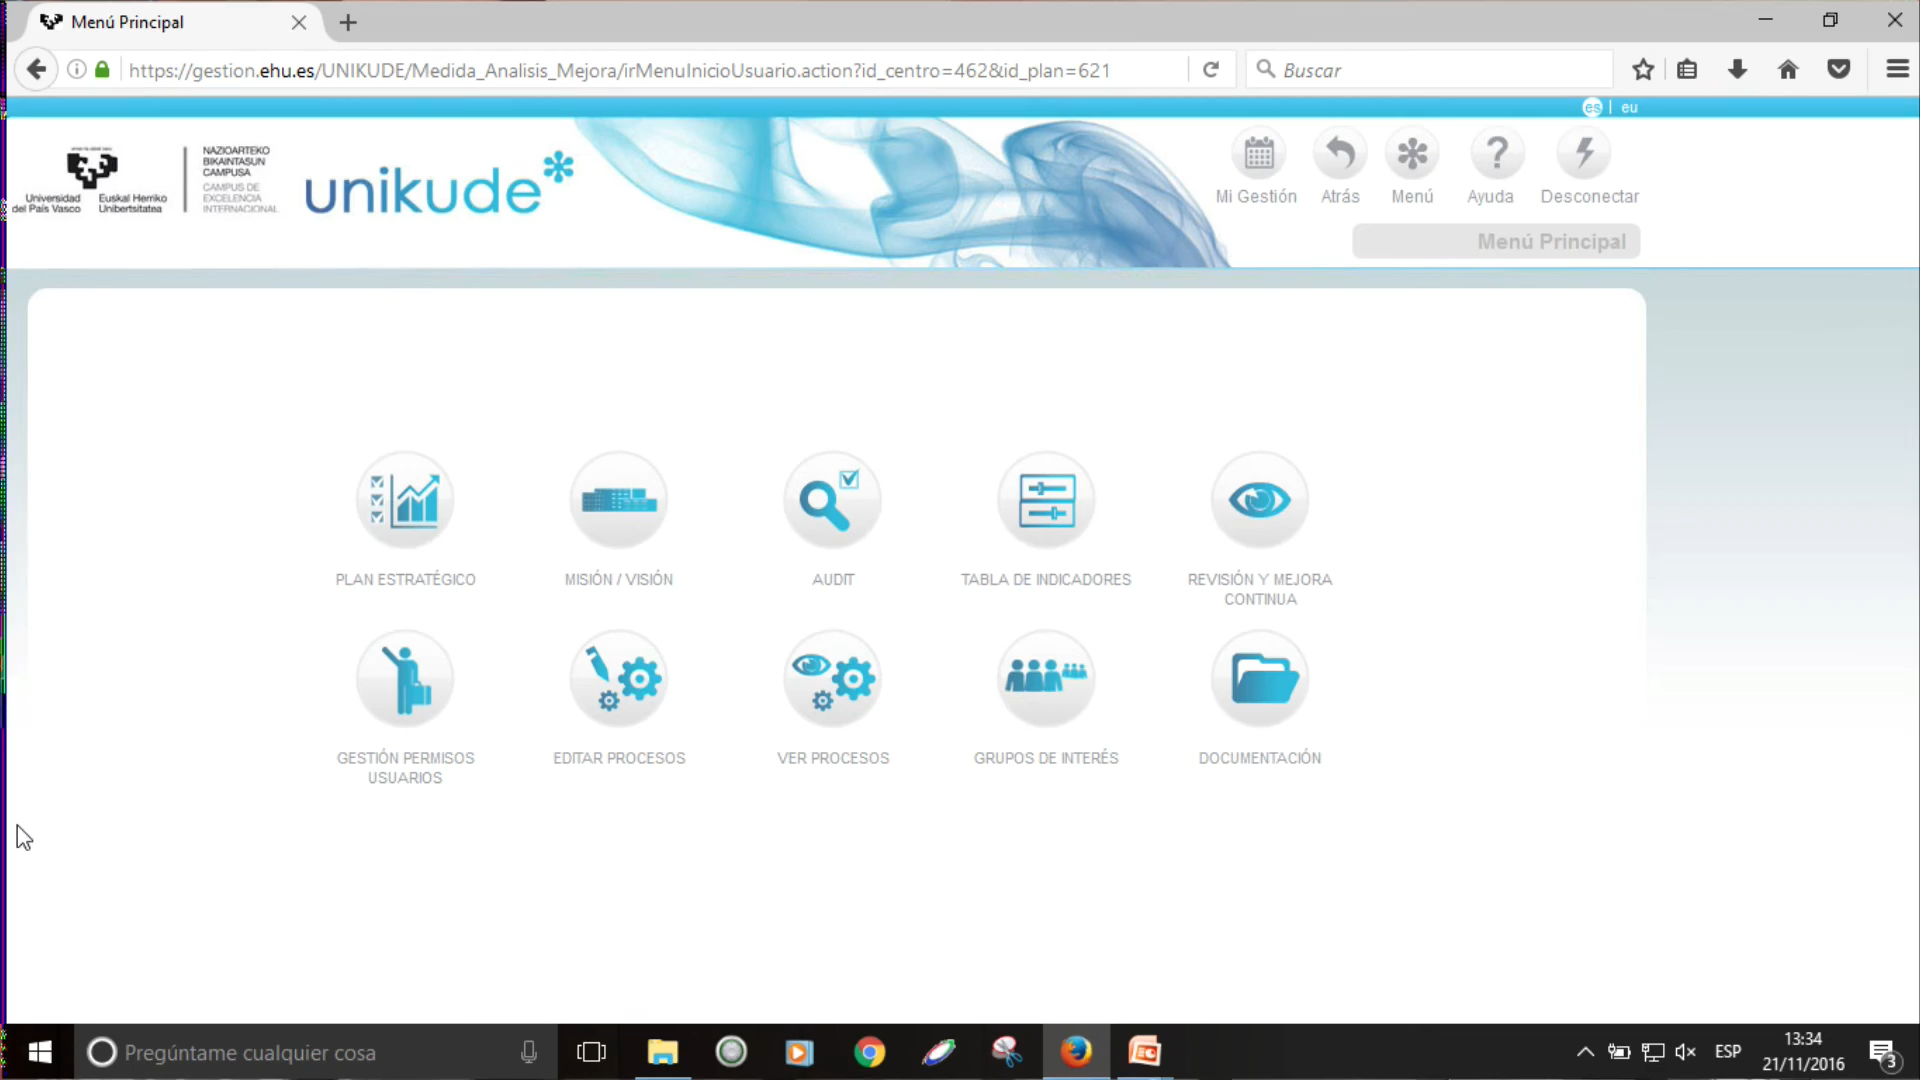 Menú Principal
https://gestion.ehu.es/UNIKUDE/Medida_Analisis_Mejora/irMenuInicioUsuario.action?id_centro=462&id_plan=621
Buscar
es | eu
NAZIOARTEKO
BIKAINTASUN
CAMPUSA
CAMPUS DE
EXCELENCIA
INTERNACIONAL
Universidad
del País Vasco
Euskal Herriko
Unibertsitatea
unikude
Mi Gestión
Atrás
Menú
Ayuda
Desconectar
Menú Principal
PLAN ESTRATÉGICO
MISIÓN / VISIÓN
AUDIT
TABLA DE INDICADORES
REVISIÓN Y MEJORA
CONTINUA
GESTIÓN PERMISOS
USUARIOS
EDITAR PROCESOS
VER PROCESOS
GRUPOS DE INTERÉS
DOCUMENTACIÓN
Pregúntame cualquier cosa
ESP
13:34
21/11/2016
3